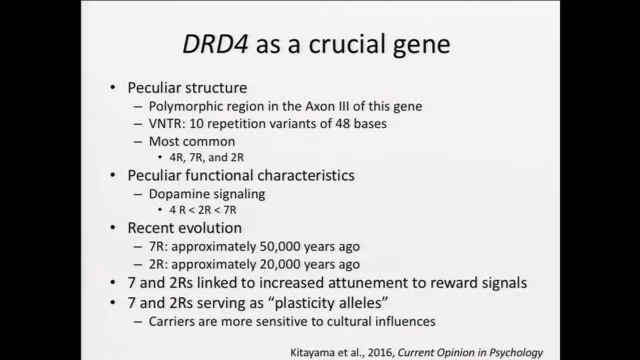 DRD4 as a crucial gene
• Peculiar structure
– Polymorphic region in the Axon III of this gene
– VNTR: 10 repetition variants of 48 bases
– Most common
• 4R, 7R, and 2R
• Peculiar functional characteristics
– Dopamine signaling
• 4 R < 2R < 7R
• Recent evolution
– 7R: approximately 50,000 years ago
– 2R: approximately 20,000 years ago
• 7 and 2Rs linked to increased attunement to reward signals
• 7 and 2Rs serving as “plasticity alleles”
– Carriers are more sensitive to cultural influences
Kitayama et al., 2016, Current Opinion in Psychology